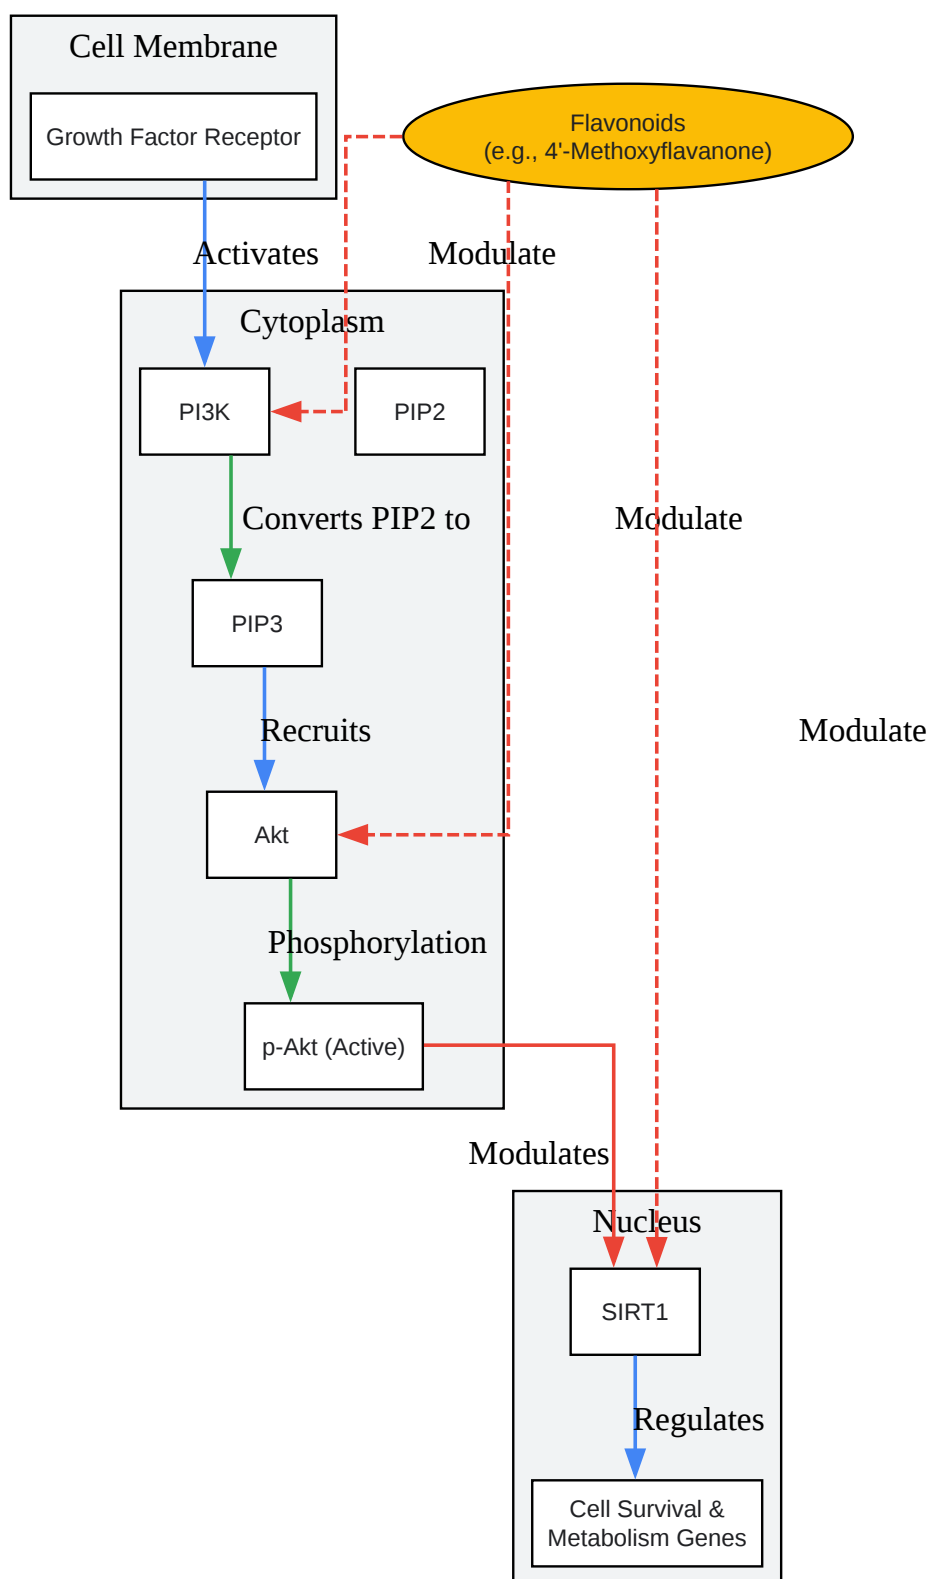 Cell Membrane
Growth Factor Receptor
Flavonoids
(e.g., 4'-Methoxyflavanone)
Activates
Modulate
Cytoplasm
PI3K
PIP2
Converts PIP2 to
Modulate
PIP3
Recruits
Modulate
Akt
Phosphorylation
p-Akt (Active)
Modulates
Nucleus
SIRT1
Regulates
Cell Survival &
Metabolism Genes